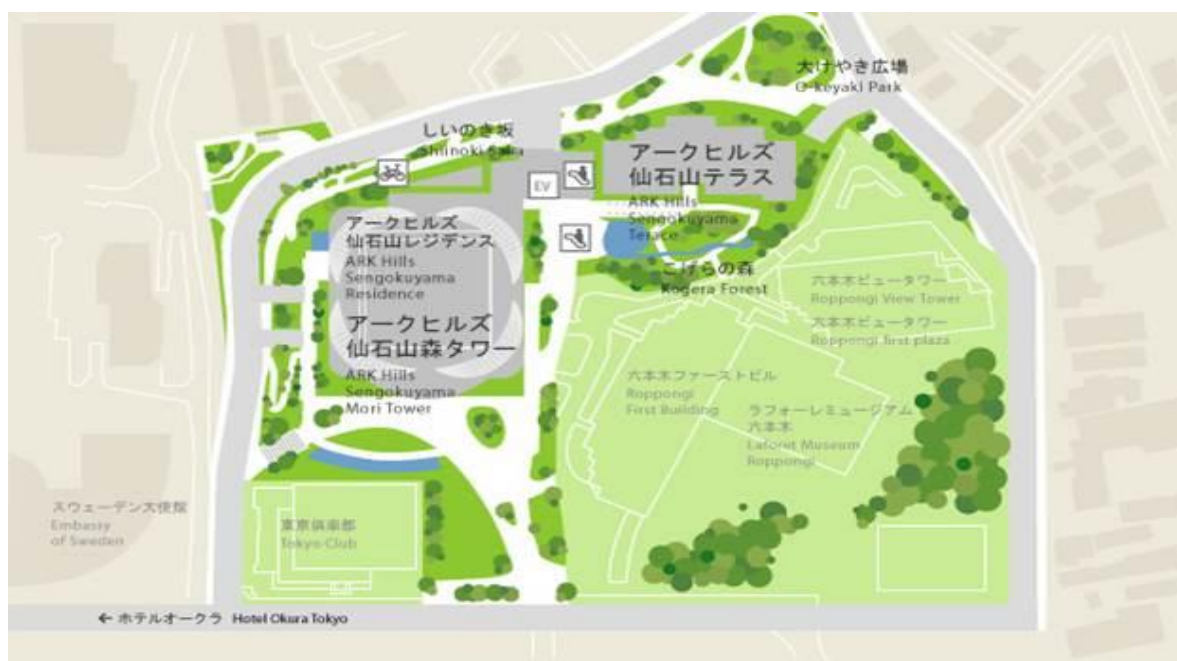 大けやき広場
O-keyaki Park
しいのき坂
Shiinoki-Saka
EV
アークヒルズ
仙石山テラス
ARK Hills
Sengokuyama
Terace
アークヒルズ
仙石山レジデンス
ARK Hills
Sengokuyama
Residence
こげらの森
Kogera Forest
六本木ビュータワー
Roppongi View Tower
六本木ビュータワー
Roppongi first plaza
アークヒルズ
仙石山森タワー
ARK Hills
Sengokuyama
Mori Tower
六本木ファーストビル
Roppongi
First Building
ラフォーレミュージアム
六本木
Laforet Museum
Roppongi
スウェーデン大使館
Embassy
of Sweden
東京倶楽部
Tokyo Club
← ホテルオークラ Hotel Okura Tokyo